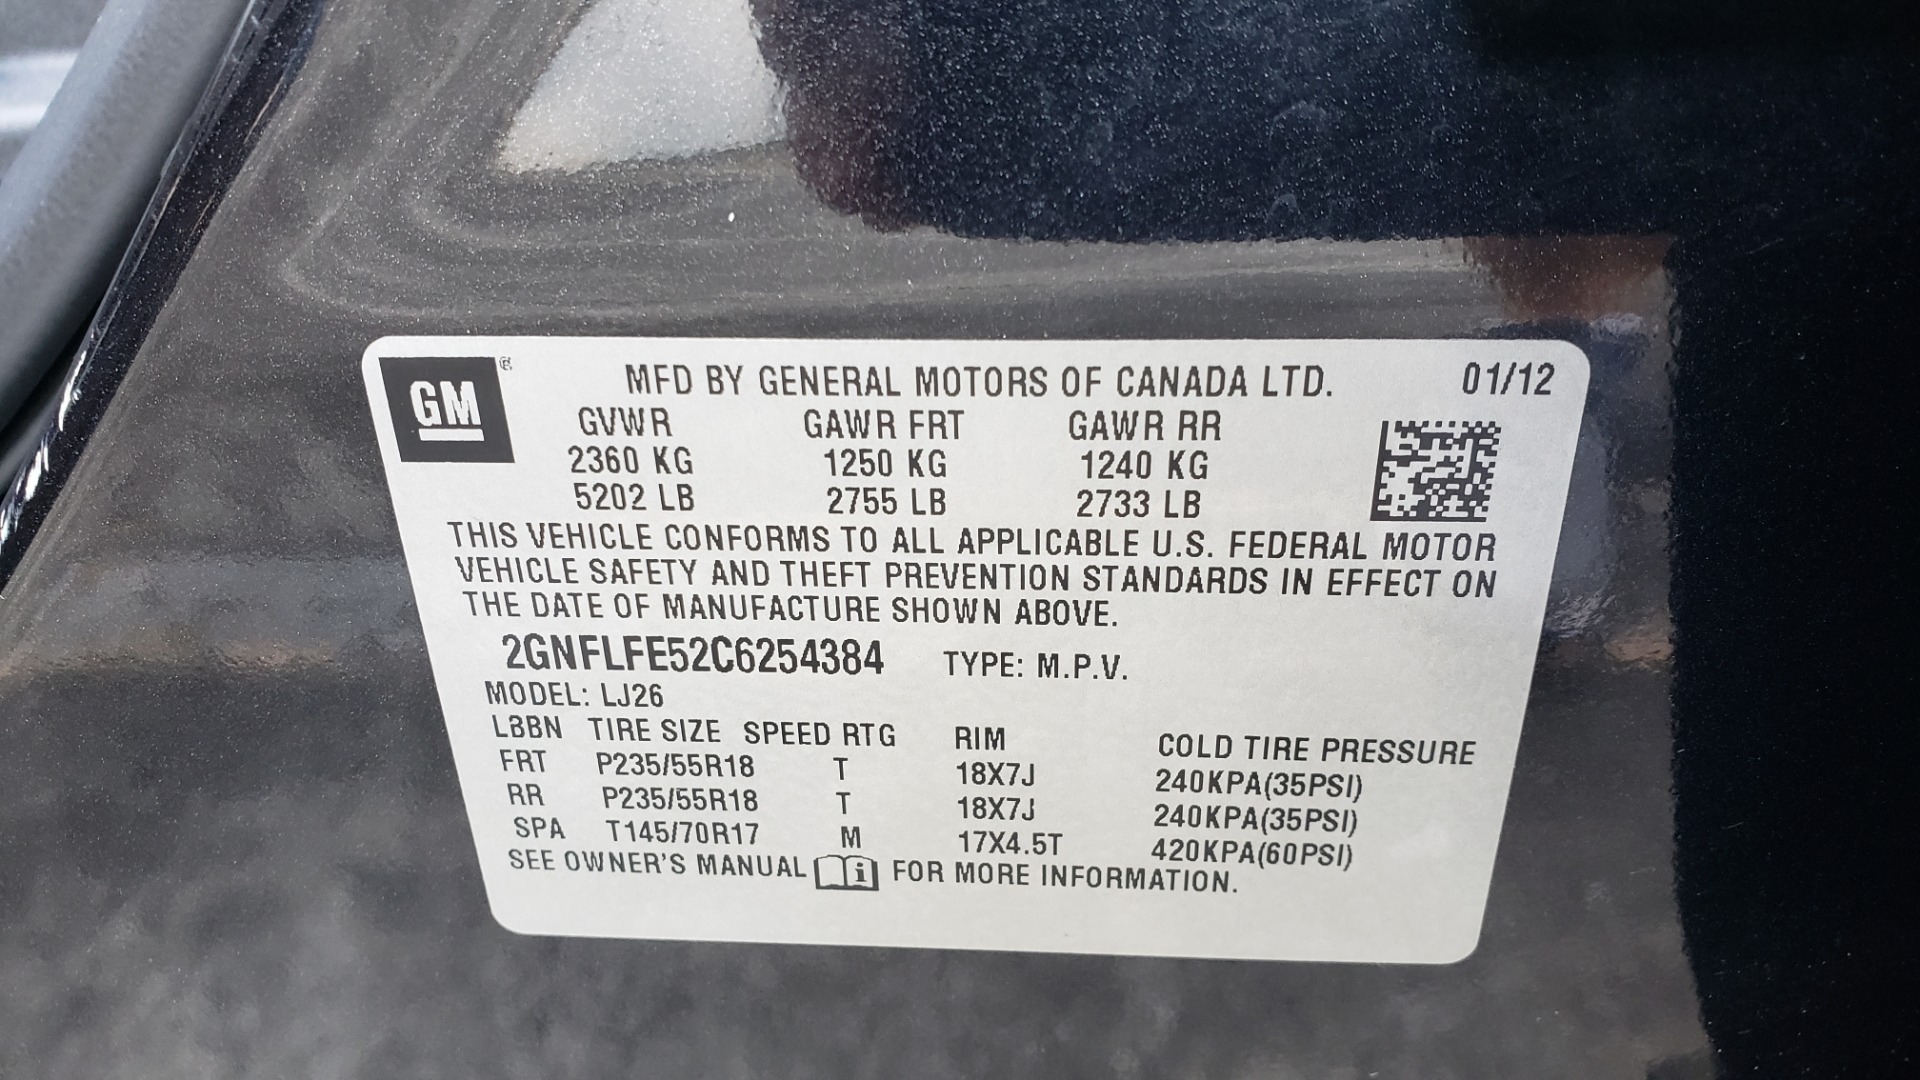 GM ® MFD BY GENERAL MOTORS OF CANADA LTD. 01/12
GVWR GAWR FRT GAWR RR
2360 KG 1250 KG 1240 KG
5202 LB 2755 LB 2733 LB
THIS VEHICLE CONFORMS TO ALL APPLICABLE U.S. FEDERAL MOTOR
VEHICLE SAFETY AND THEFT PREVENTION STANDARDS IN EFFECT ON
THE DATE OF MANUFACTURE SHOWN ABOVE.
2GNFLFE52C6254384 TYPE: M.P.V.
MODEL: LJ26
LBBN TIRE SIZE SPEED RTG RIM COLD TIRE PRESSURE
FRT P235/55R18 T 18X7J 240KPA(35PSI)
RR P235/55R18 T 18X7J 240KPA(35PSI)
SPA T145/70R17 M 17X4.5T 420KPA(60PSI)
SEE OWNER'S MANUAL i FOR MORE INFORMATION.